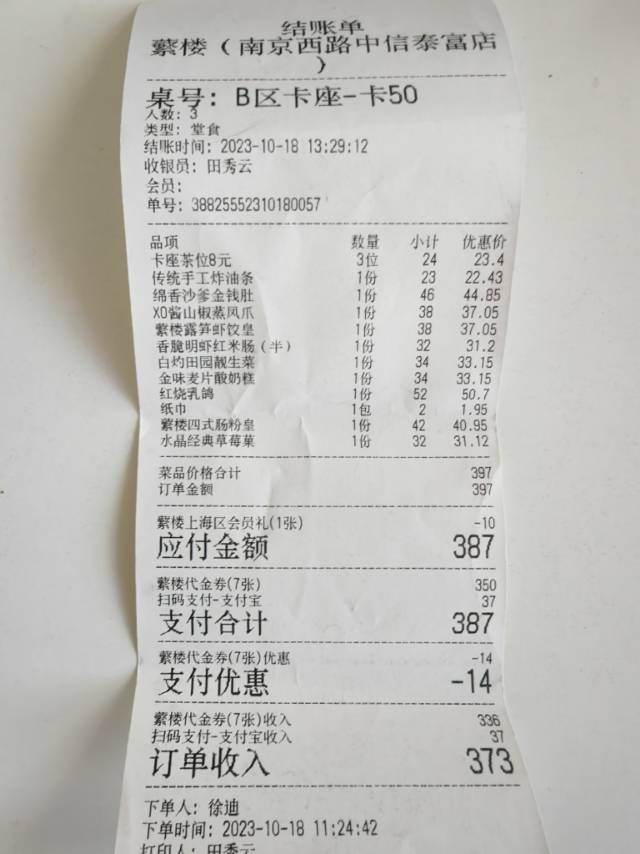 结账单
蘩楼（南京西路中信泰富店
）
桌号: B区卡座-卡50
人数: 3
类型: 堂食
结账时间: 2023-10-18 13:29:12
收银员: 田秀云
会员:
单号: 38825552310180057
品项 数量 小计 优惠价
卡座茶位8元 3位 24 23.4
传统手工炸油条 1份 23 22.43
绵香沙爹金钱肚 1份 46 44.85
XO酱山椒蒸凤爪 1份 38 37.05
蘩楼露笋虾饺皇 1份 38 37.05
香脆明虾红米肠(半) 1份 32 31.2
白灼田园靓生菜 1份 34 33.15
金味麦片酸奶糕 1份 34 33.15
红烧乳鸽 1份 52 50.7
纸巾 1包 2 1.95
蘩楼四式肠粉皇 1份 42 40.95
水晶经典草莓菓 1份 32 31.12
菜品价格合计 397
订单金额 397
蘩楼上海区会员礼(1张) -10
应付金额 387
蘩楼代金券(7张) 350
扫码支付-支付宝 37
支付合计 387
蘩楼代金券(7张)优惠 -14
支付优惠 -14
蘩楼代金券(7张)收入 336
扫码支付-支付宝收入 37
订单收入 373
下单人: 徐迪
下单时间: 2023-10-18 11:24:42
打印人: 田秀云